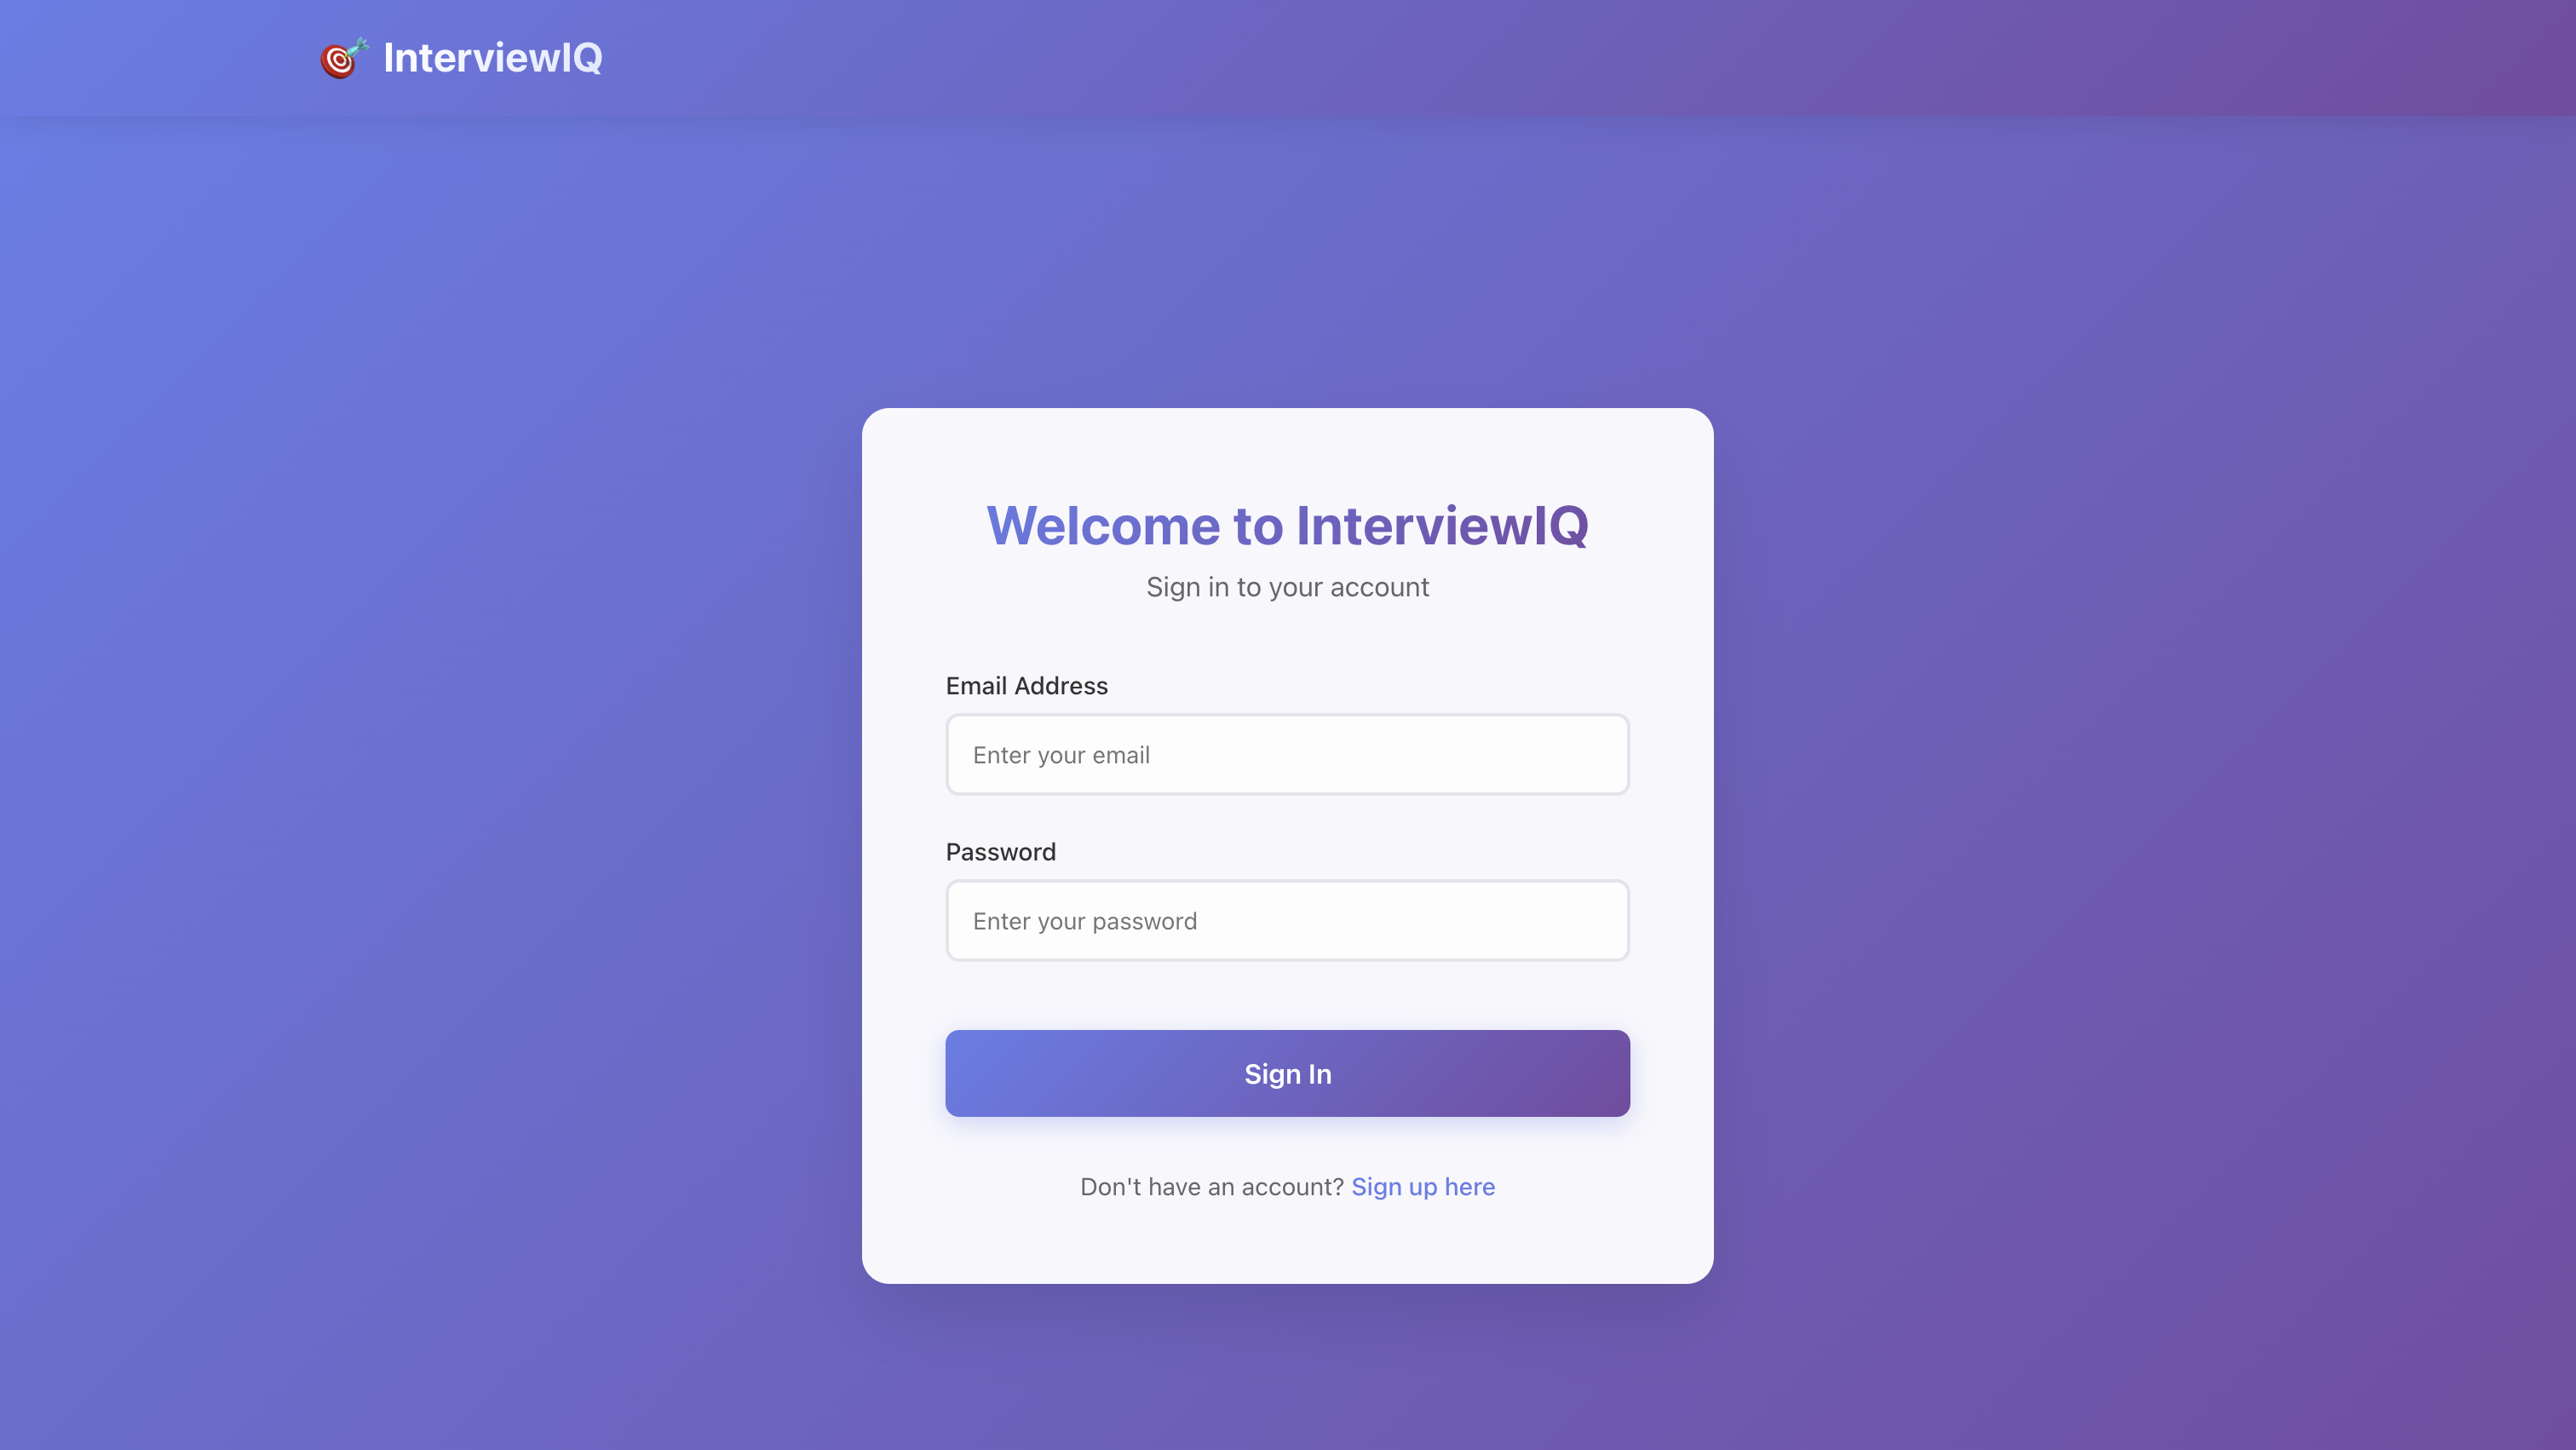 InterviewIQ
Welcome to InterviewIQ
Sign in to your account
Email Address
Enter your email
Password
Enter your password
Sign In
Don't have an account? Sign up here